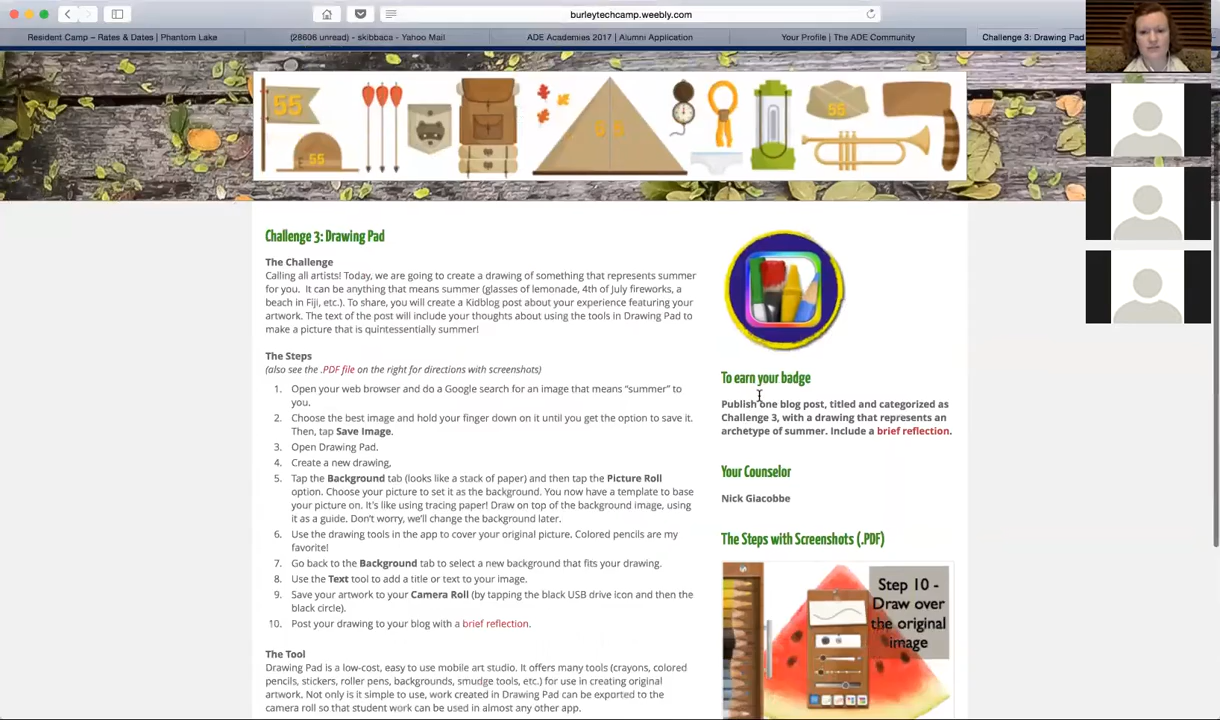 burleytechcamp.weebly.com
Resident Camp – Rates & Dates | Phantom Lake
(28606 unread) - skibbaca - Yahoo Mail
ADE Academies 2017 | Alumni Application
Your Profile | The ADE Community
Challenge 3: Drawing Pad
55
55
5 5
55
Challenge 3: Drawing Pad
The Challenge
Calling all artists! Today, we are going to create a drawing of something that represents summer
for you. It can be anything that means summer (glasses of lemonade, 4th of July fireworks, a
beach in Fiji, etc.). To share, you will create a Kidblog post about your experience featuring your
artwork. The text of the post will include your thoughts about using the tools in Drawing Pad to
make a picture that is quintessentially summer!
The Steps
(also see the .PDF file on the right for directions with screenshots)
1. Open your web browser and do a Google search for an image that means “summer” to
you.
2. Choose the best image and hold your finger down on it until you get the option to save it.
Then, tap Save Image.
3. Open Drawing Pad.
4. Create a new drawing,
5. Tap the Background tab (looks like a stack of paper) and then tap the Picture Roll
option. Choose your picture to set it as the background. You now have a template to base
your picture on. It's like using tracing paper! Draw on top of the background image, using
it as a guide. Don't worry, we'll change the background later.
6. Use the drawing tools in the app to cover your original picture. Colored pencils are my
favorite!
7. Go back to the Background tab to select a new background that fits your drawing.
8. Use the Text tool to add a title or text to your image.
9. Save your artwork to your Camera Roll (by tapping the black USB drive icon and then the
black circle).
10. Post your drawing to your blog with a brief reflection.
The Tool
Drawing Pad is a low-cost, easy to use mobile art studio. It offers many tools (crayons, colored
pencils, stickers, roller pens, backgrounds, smudge tools, etc.) for use in creating original
artwork. Not only is it simple to use, work created in Drawing Pad can be exported to the
camera roll so that student work can be used in almost any other app.
To earn your badge
Publish one blog post, titled and categorized as
Challenge 3, with a drawing that represents an
archetype of summer. Include a brief reflection.
Your Counselor
Nick Giacobbe
The Steps with Screenshots (.PDF)
Step 10 -
Draw over
the original
image